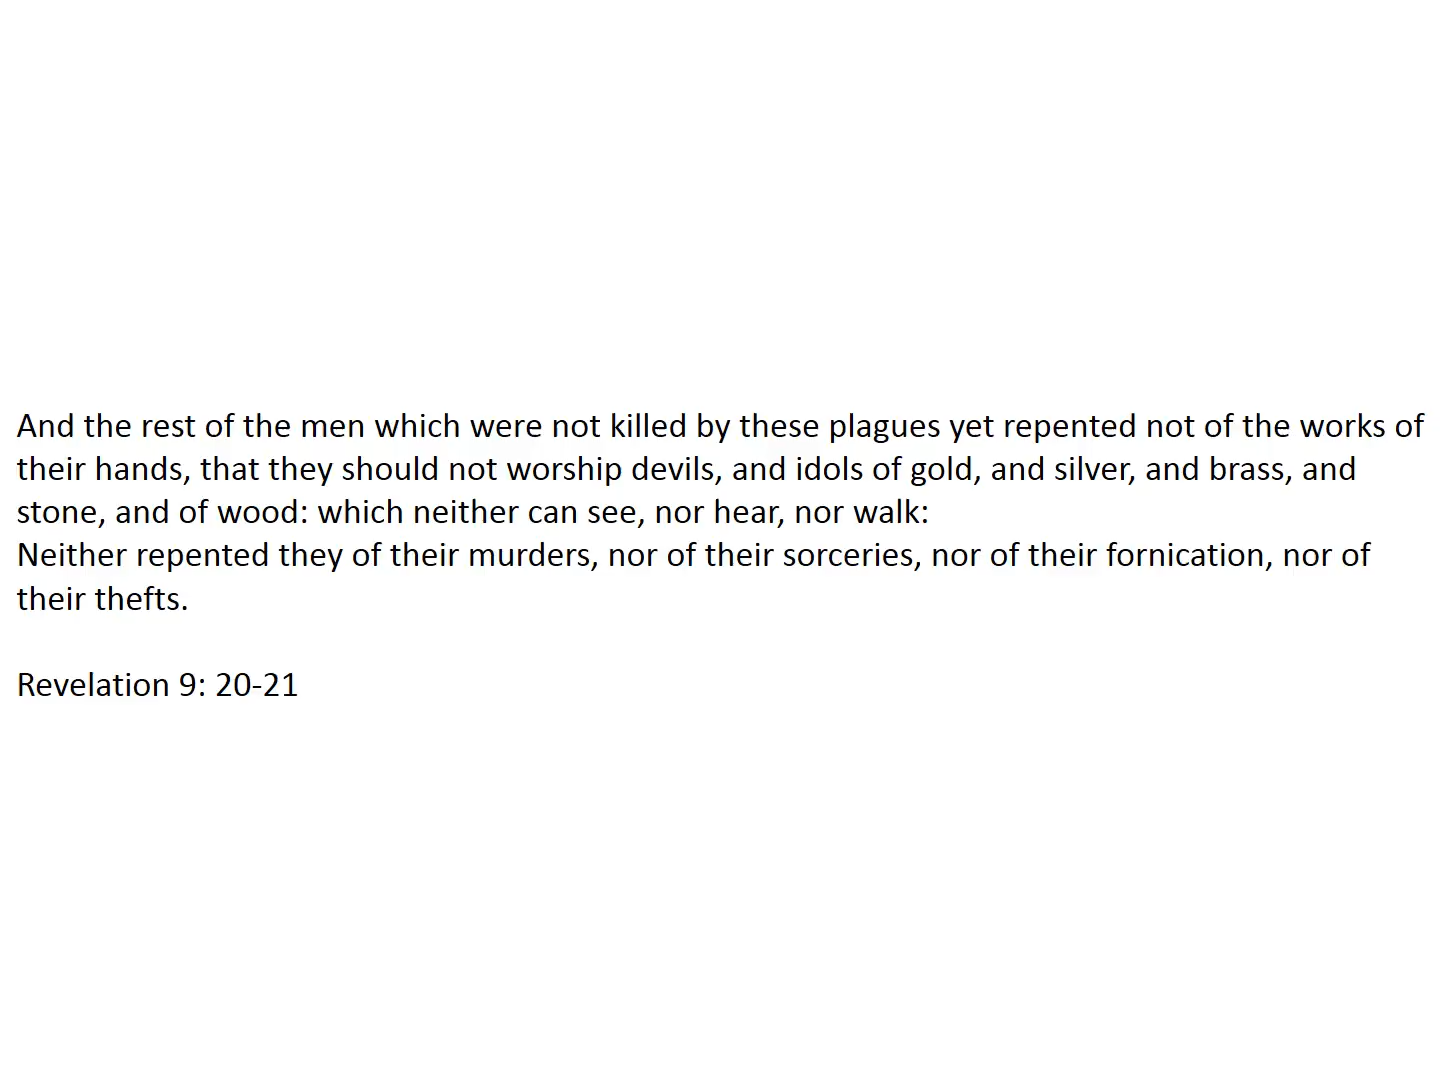 And the rest of the men which were not killed by these plagues yet repented not of the works of
their hands, that they should not worship devils, and idols of gold, and silver, and brass, and
stone, and of wood: which neither can see, nor hear, nor walk:
Neither repented they of their murders, nor of their sorceries, nor of their fornication, nor of
their thefts.
Revelation 9: 20-21